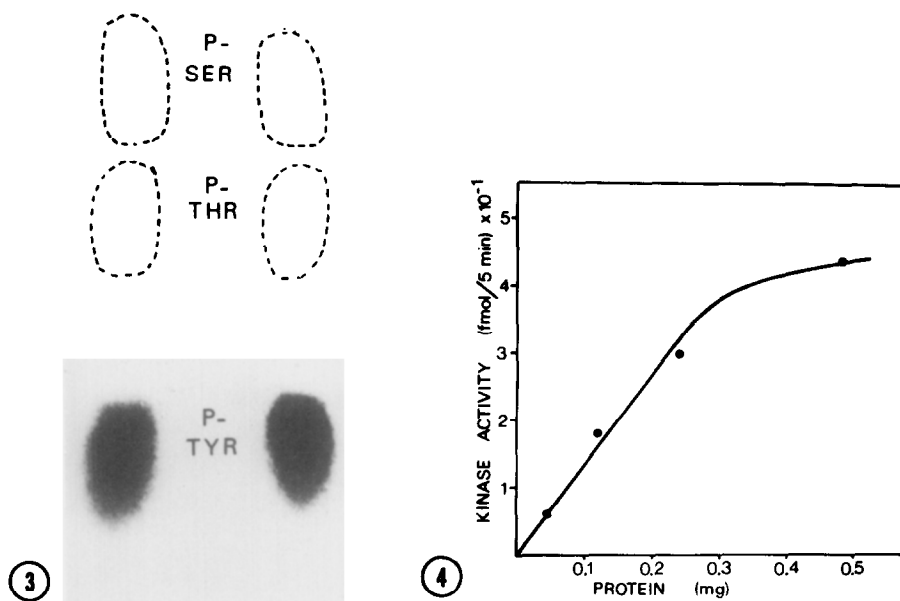 P-
SER
P-
THR
P-
TYR
3
KINASE ACTIVITY (fmol/5 min) x 10⁻¹
5
4
3
2
1
0.1 0.2 0.3 0.4 0.5
PROTEIN (mg)
4